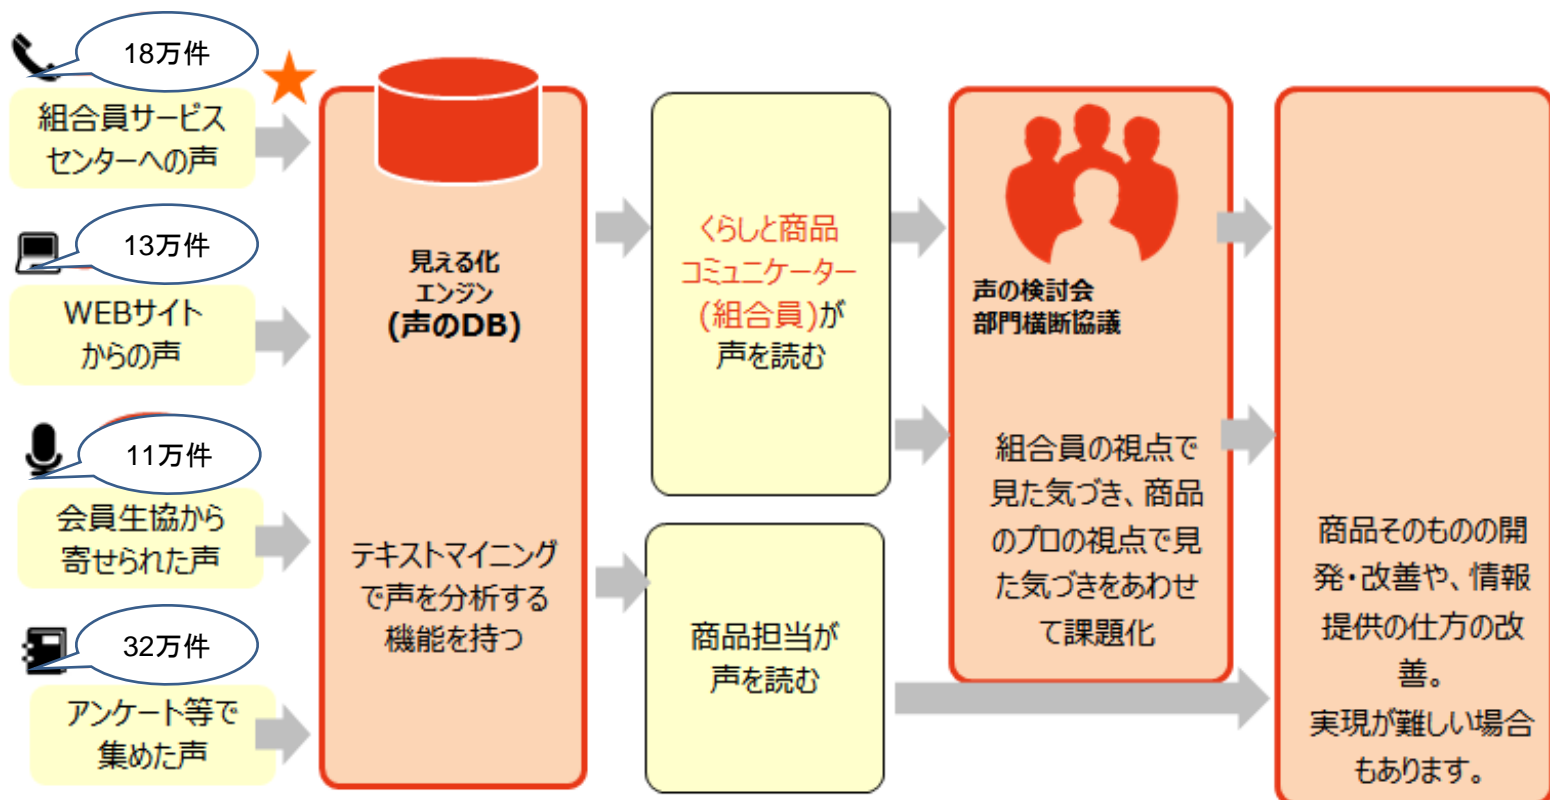 18万件
組合員サービス
センターへの声
13万件
WEBサイト
からの声
11万件
会員生協から
寄せられた声
32万件
アンケート等で
集めた声
見える化
エンジン
(声のDB)
テキストマイニング
で声を分析する
機能を持つ
くらしと商品
コミュニケーター
(組合員)が
声を読む
商品担当が
声を読む
声の検討会
部門横断協議
組合員の視点で
見た気づき、商品
のプロの視点で見
た気づきをあわせ
て課題化
商品そのものの開
発・改善や、情報
提供の仕方の改
善。
実現が難しい場合
もあります。